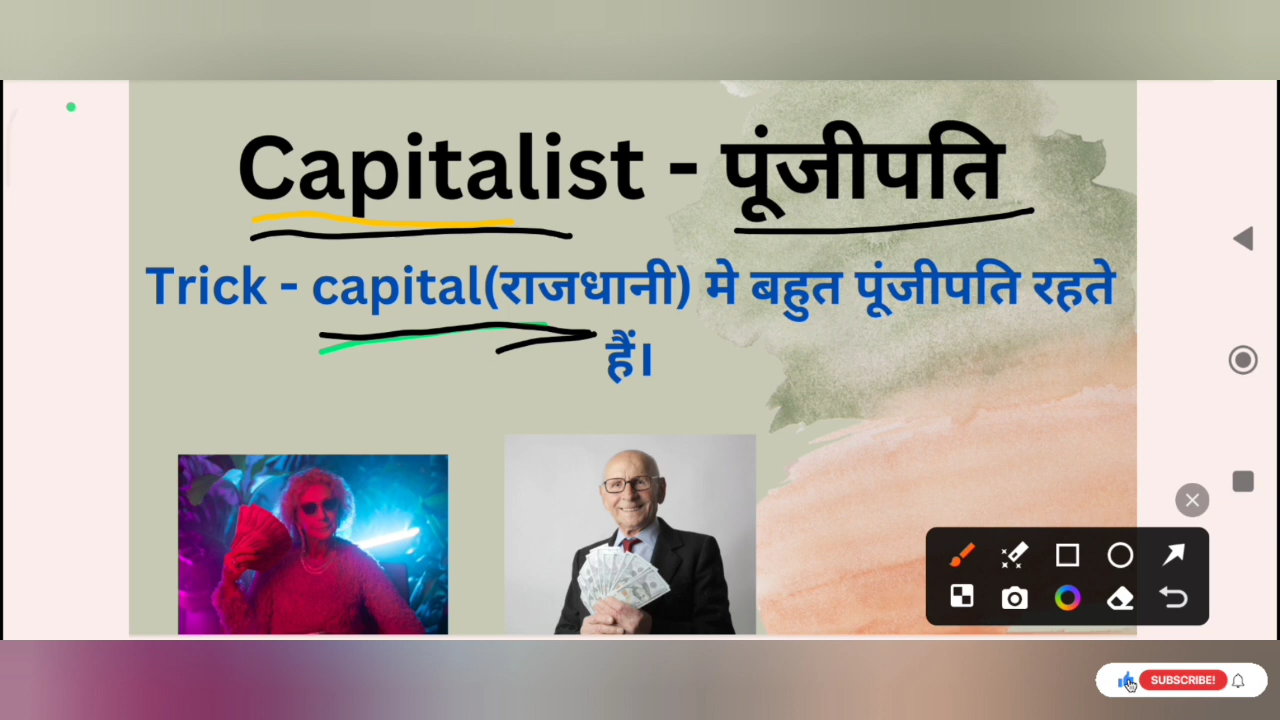 Capitalist - पूंजीपति
Trick - capital(राजधानी) मे बहुत पूंजीपति रहते
हैं।
SUBSCRIBE!